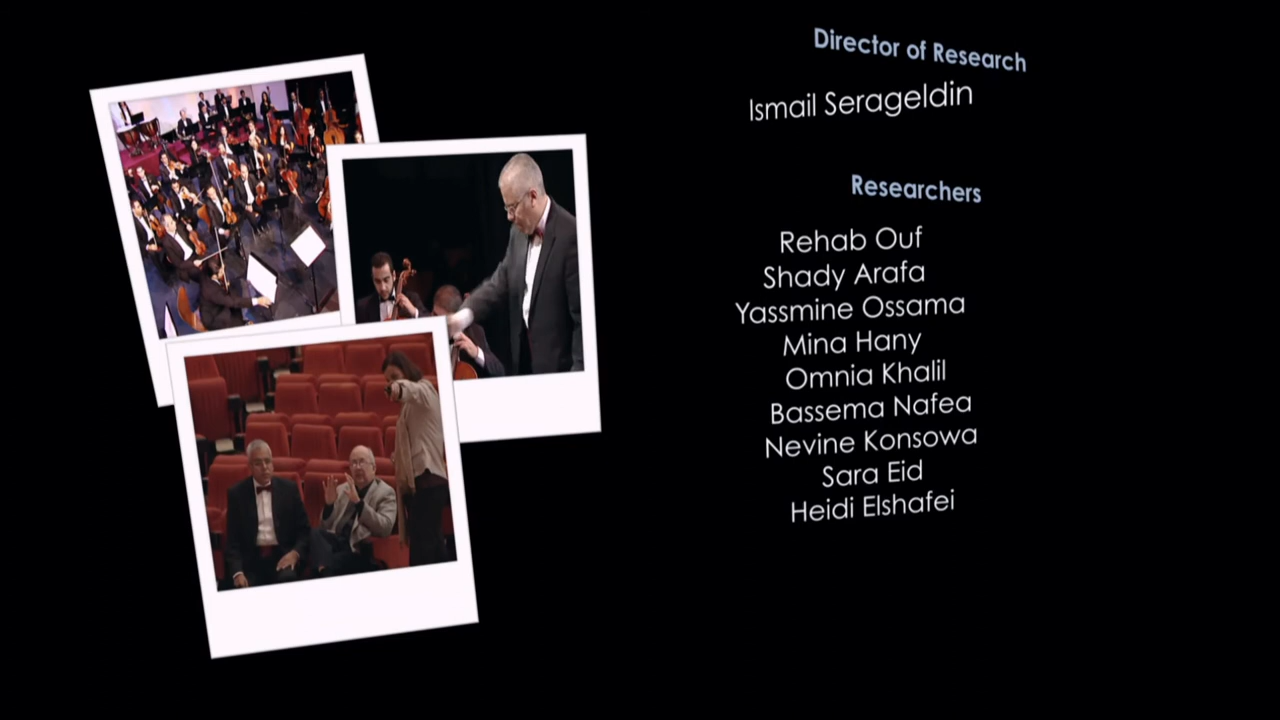 Director of Research
Ismail Serageldin
Researchers
Rehab Ouf
Shady Arafa
Yassmine Ossama
Mina Hany
Omnia Khalil
Bassema Nafea
Nevine Konsowa
Sara Eid
Heidi Elshafei